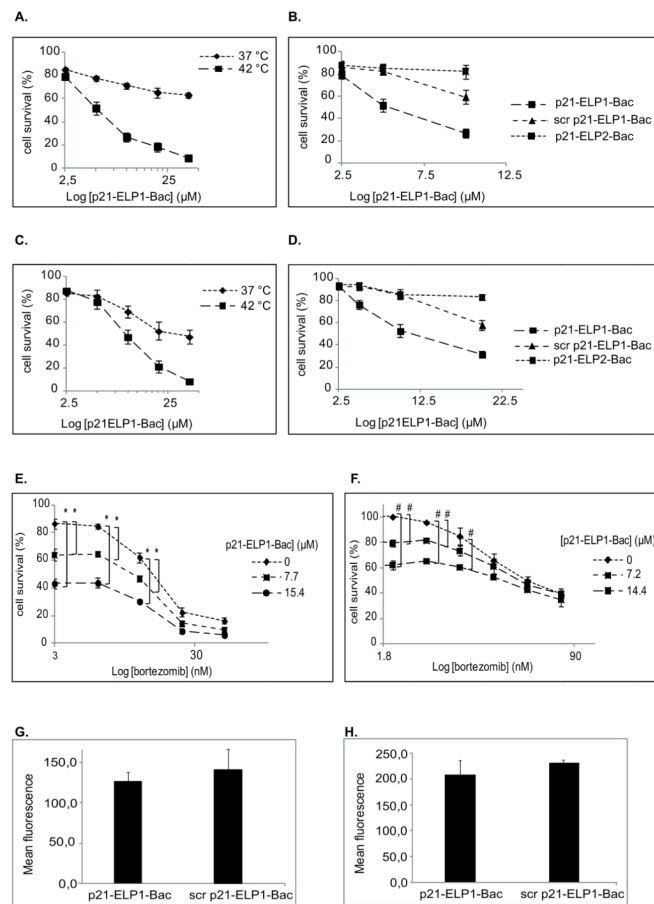 A.
100
80
60
40
20
0
cell survival (%)
2,5
25
Log [p21-ELP1-Bac] (µM)
37 °C
42 °C
B.
100
80
60
40
20
0
cell survival (%)
2.5
7.5
12.5
Log [p21-ELP1-Bac] (µM)
p21-ELP1-Bac
scr p21-ELP1-Bac
p21-ELP2-Bac
C.
100
80
60
40
20
0
cell survival (%)
2.5
25
Log [p21ELP1-Bac] (µM)
37 °C
42 °C
D.
100
80
60
40
20
0
cell survival (%)
2.5
12.5
22.5
Log [p21ELP1-Bac] (µM)
p21-ELP1-Bac
scr p21-ELP1-Bac
p21-ELP2-Bac
E.
100
80
60
40
20
0
cell survival (%)
* *
* *
* *
3
30
Log [bortezomib] (nM)
p21-ELP1-Bac] (µM)
0
7.7
15.4
F.
100
80
60
40
20
0
cell survival (%)
# #
#
#
#
1.8
90
Log [bortezomib] (nM)
[p21-ELP1-Bac] (µM)
0
7.2
14.4
G.
150,0
100,0
50,0
0,0
Mean fluorescence
p21-ELP1-Bac
scr p21-ELP1-Bac
H.
250,0
200,0
150,0
100,0
50,0
0,0
Mean fluorescence
p21-ELP1-Bac
scr p21-ELP1-Bac